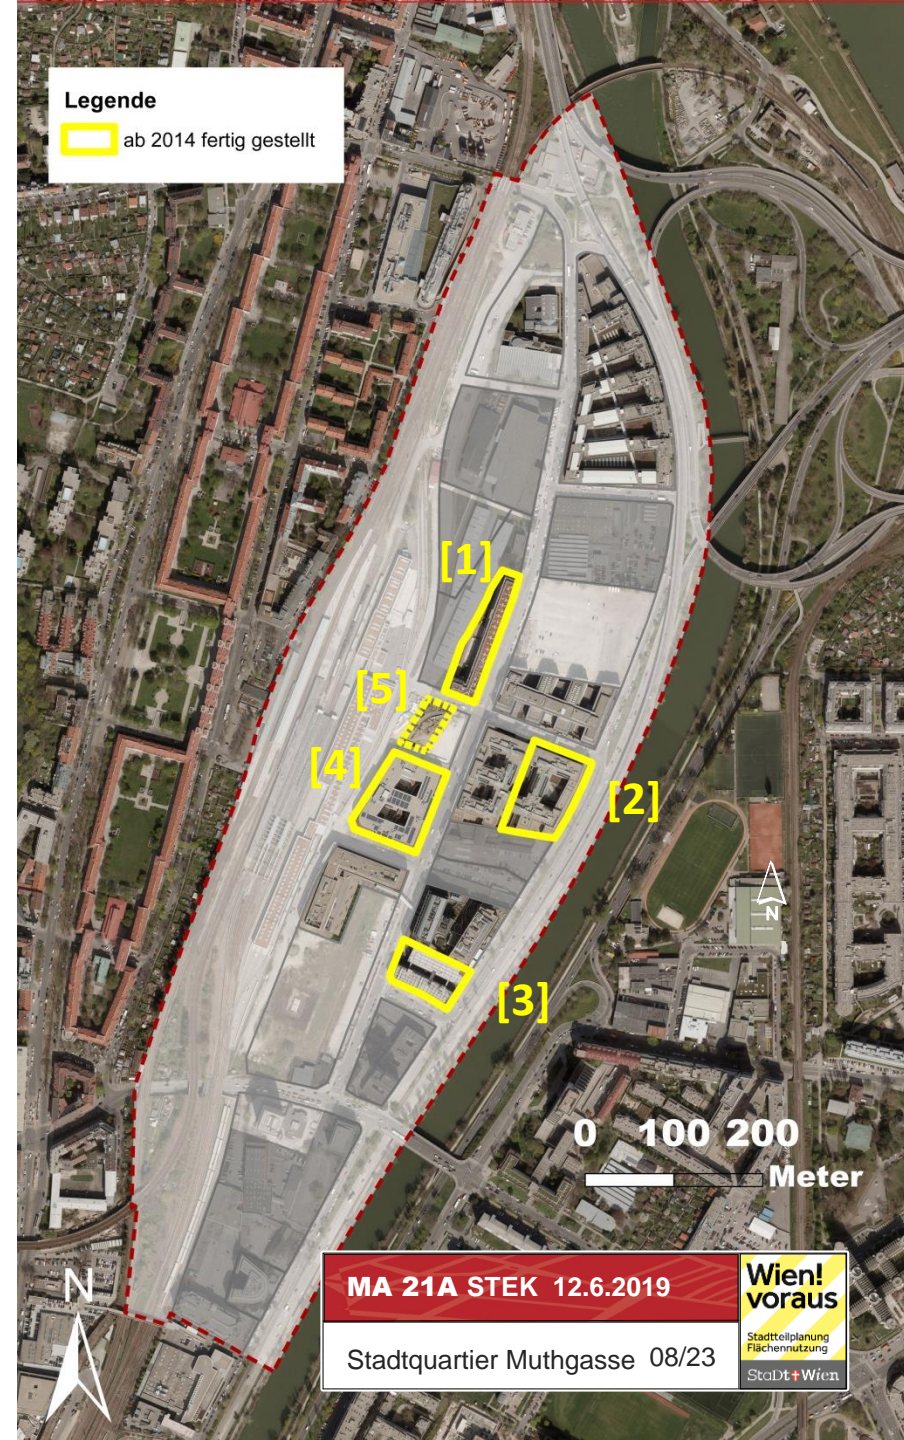 Legende
ab 2014 fertig gestellt
[1]
[5]
[4]
[2]
[3]
N
0 100 200
Meter
N
MA 21A STEK 12.6.2019
Stadtquartier Muthgasse 08/23
Wien!
voraus
Stadtteilplanung
Flächennutzung
StaDt Wien